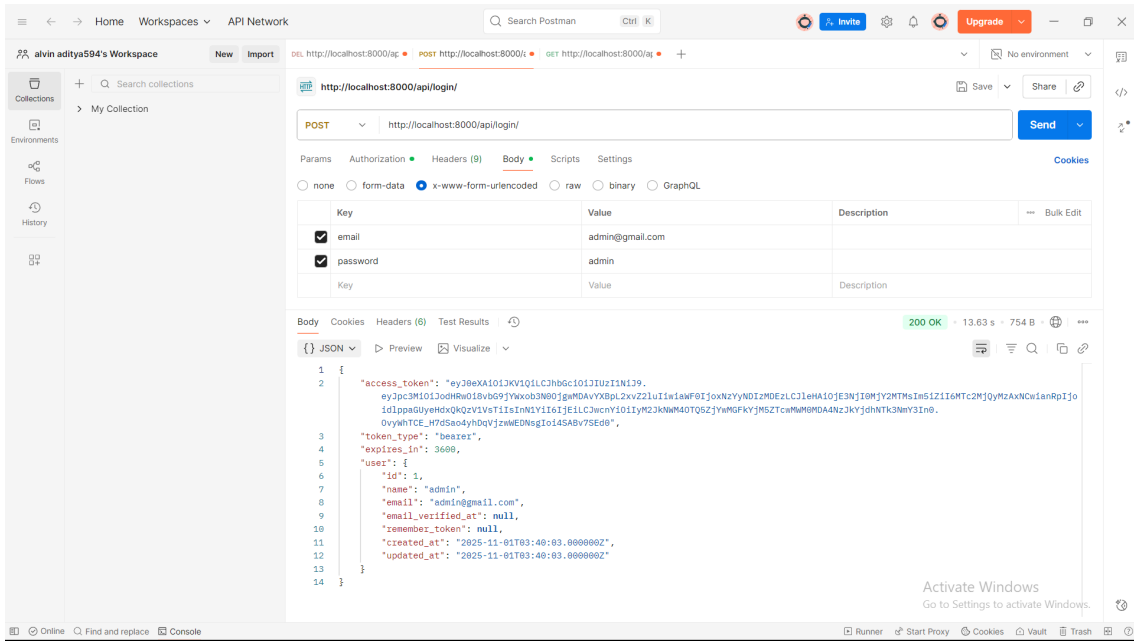 Home Workspaces API Network Search Postman Ctrl K Invite Upgrade
alvin aditya594's Workspace New Import DEL http://localhost:8000/ap POST http://localhost:8000/a GET http://localhost:8000/ap No environment
Collections
Search collections
My Collection
Environments
Flows
History
HTTP http://localhost:8000/api/login/ Save Share
POST http://localhost:8000/api/login/ Send
Params Authorization Headers (9) Body Scripts Settings Cookies
none form-data x-www-form-urlencoded raw binary GraphQL
Key Value Description Bulk Edit
email admin@gmail.com
password admin
Key Value Description
Body Cookies Headers (6) Test Results 200 OK 13.63 s 754 B
{} JSON Preview Visualize
1 {
2 "access_token": "eyJ0eXAiOiJKV1QiLCJhbGciOiJIUzI1NiJ9.
3 "token_type": "bearer",
4 "expires_in": 3600,
5 "user": {
6 "id": 1,
7 "name": "admin",
8 "email": "admin@gmail.com",
9 "email_verified_at": null,
10 "remember_token": null,
11 "created_at": "2025-11-01T03:40:03.000000Z",
12 "updated_at": "2025-11-01T03:40:03.000000Z"
13 }
14 }
Activate Windows
Go to Settings to activate Windows.
Online Find and replace Console Runner Start Proxy Cookies Vault Trash